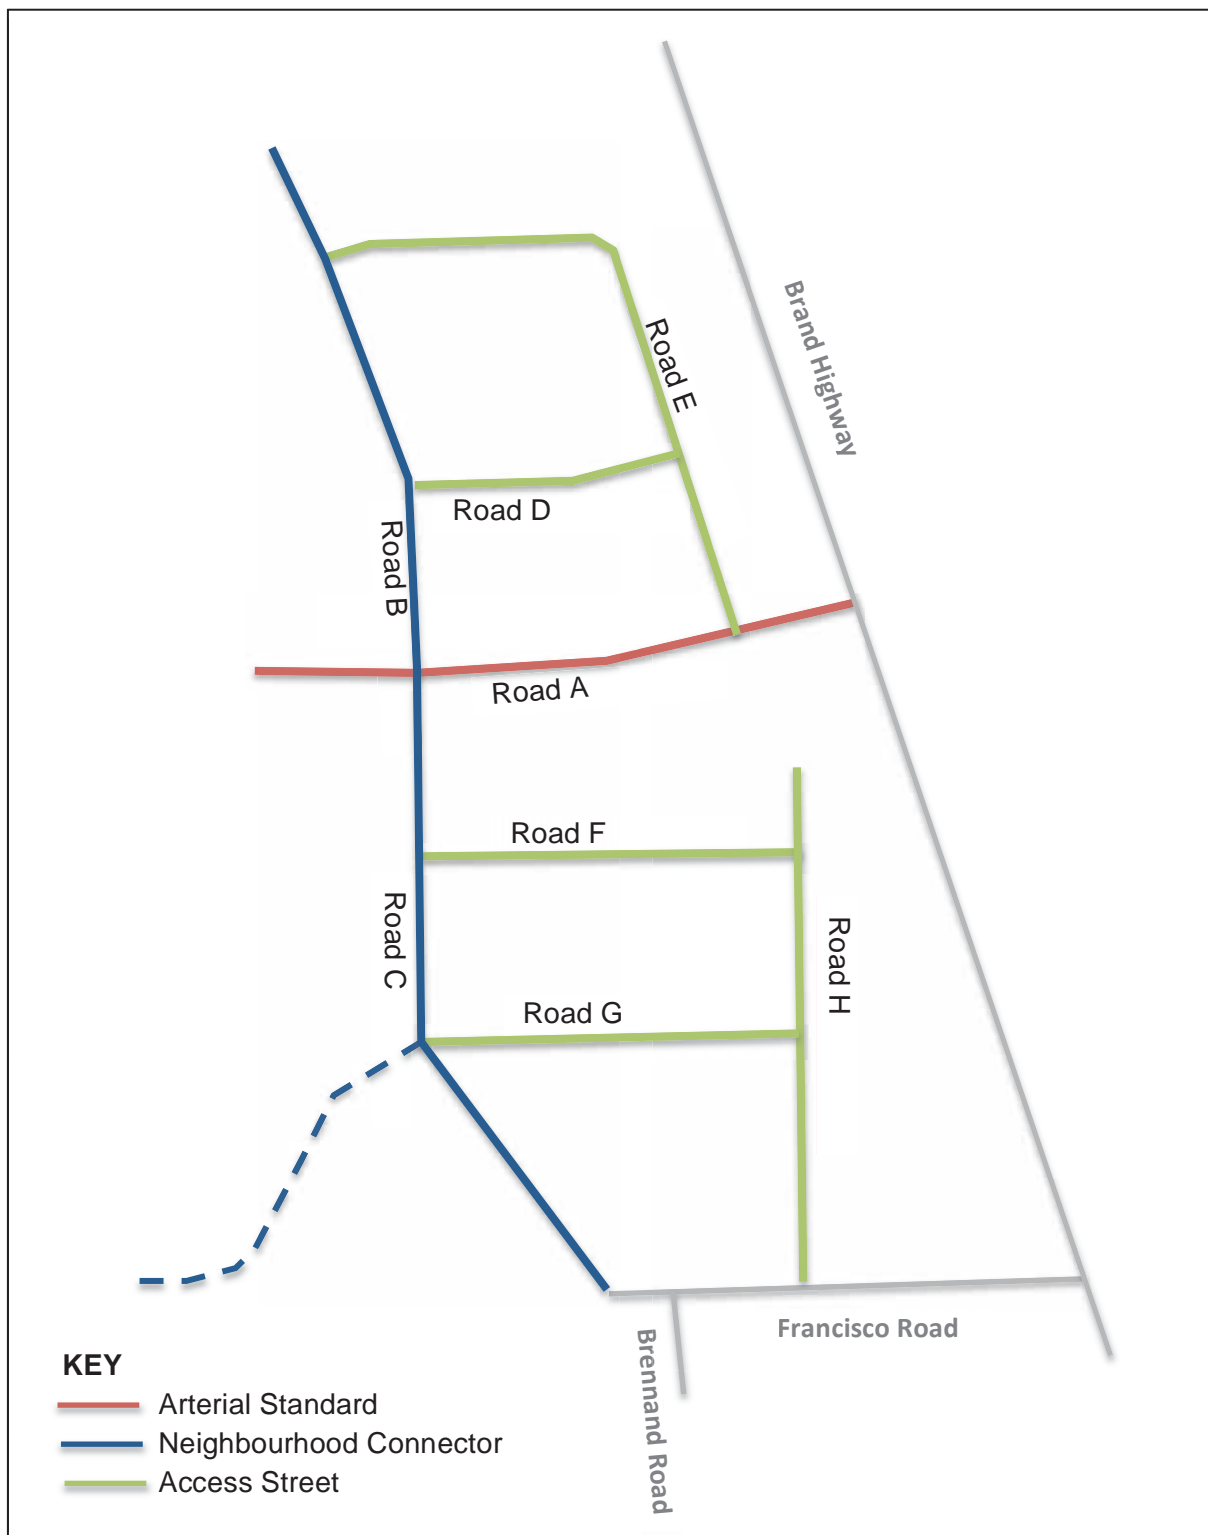 Brand Highway
Road E
Road D
Road B
Road A
Road F
Road C
Road H
Road G
Francisco Road
Brennand Road
KEY
Arterial Standard
Neighbourhood Connector
Access Street